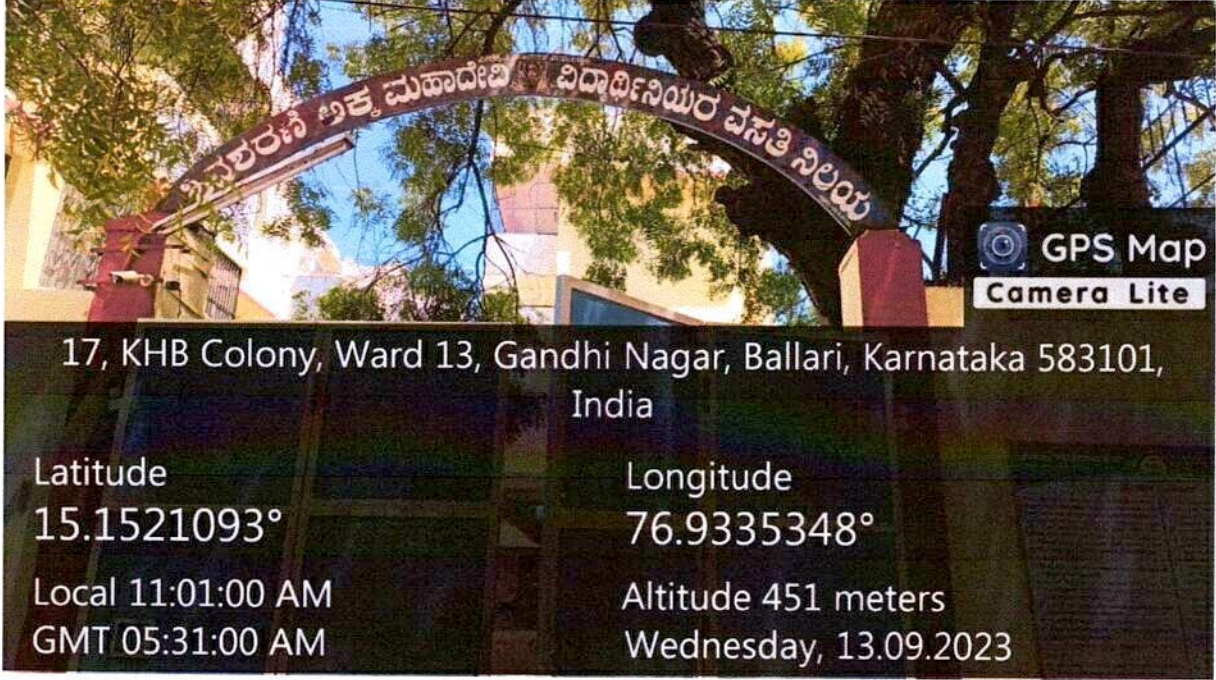 ಶಿವಶರಣೆ ಅಕ್ಕ ಮಹಾದೇವಿ ವಿದ್ಯಾರ್ಥಿನಿಯರ ವಸತಿ ನಿಲಯ
GPS Map
Camera Lite
17, KHB Colony, Ward 13, Gandhi Nagar, Ballari, Karnataka 583101,
India
Latitude
15.1521093°
Longitude
76.9335348°
Local 11:01:00 AM
GMT 05:31:00 AM
Altitude 451 meters
Wednesday, 13.09.2023